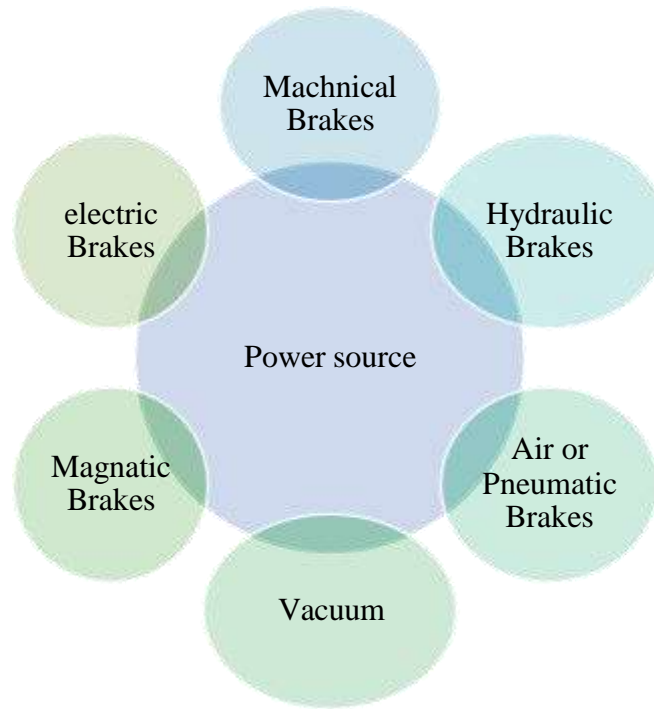 Machnical
Brakes
electric
Brakes
Hydraulic
Brakes
Power source
Magnatic
Brakes
Air or
Pneumatic
Brakes
Vacuum